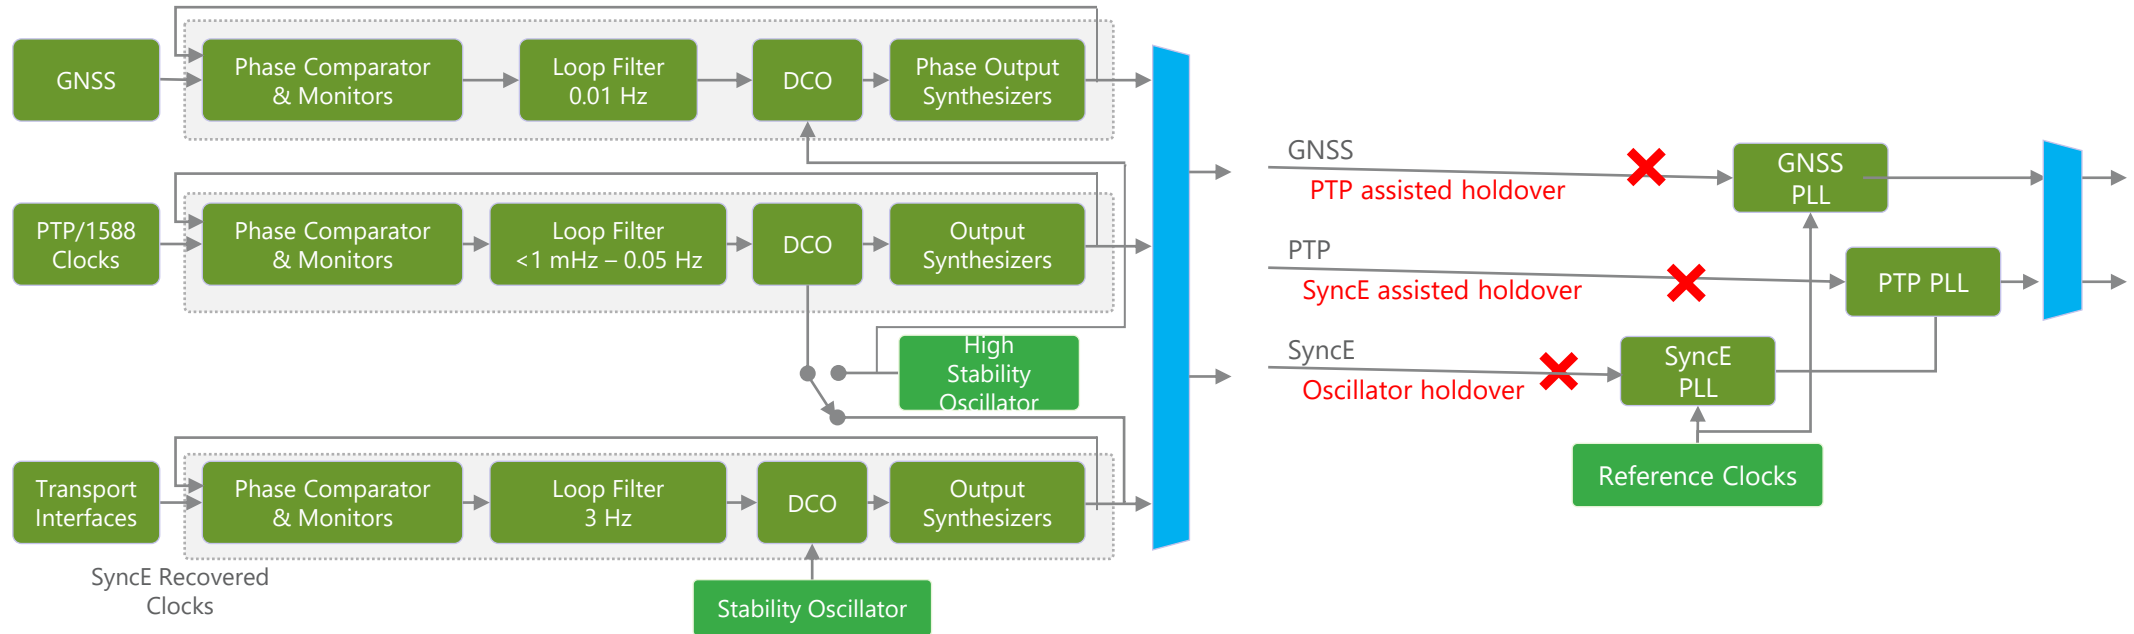 GNSS
Phase Comparator
& Monitors
Loop Filter
0.01 Hz
DCO
Phase Output
Synthesizers
PTP/1588
Clocks
Phase Comparator
& Monitors
Loop Filter
<1 mHz – 0.05 Hz
DCO
Output
Synthesizers
High
Stability
Oscillator
Transport
Interfaces
Phase Comparator
& Monitors
Loop Filter
3 Hz
DCO
Output
Synthesizers
SyncE Recovered
Clocks
Stability Oscillator
GNSS
PTP assisted holdover
GNSS
PLL
PTP
SyncE assisted holdover
PTP PLL
SyncE
Oscillator holdover
SyncE
PLL
Reference Clocks